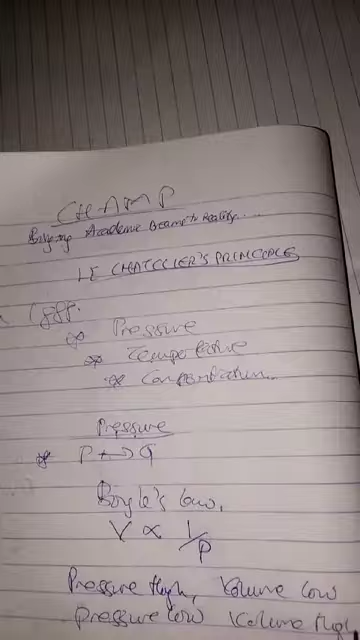 CHAMP
Academic Dreams to Reality...
LE CHATELIER'S PRINCIPLE
* Pressure
* Temperature
* Concentration...
Pressure
* P ↔ G
Boyle's law,
V ∝ 1/P
Pressure high, Volume low
Pressure low Volume high